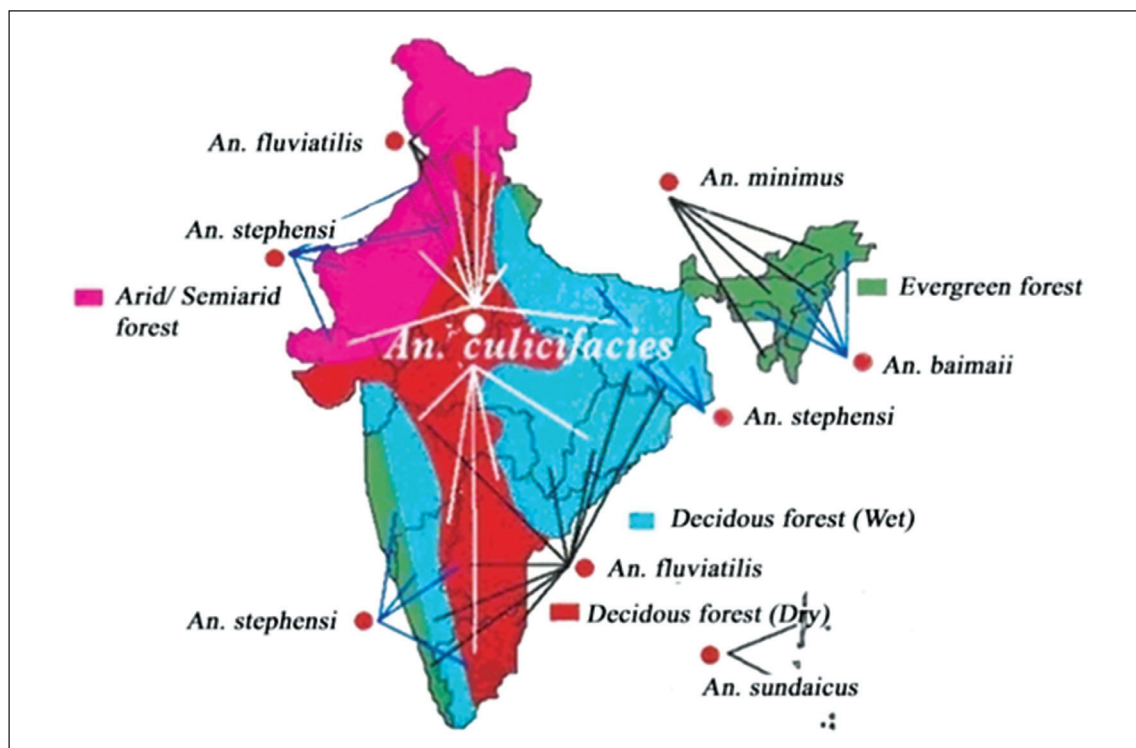 An. fluviatilis
An. minimus
An. stephensi
Arid/ Semiarid
forest
Evergreen forest
An. culicifacies
An. baimaii
An. stephensi
Decidous forest (Wet)
An. fluviatilis
Decidous forest (Dry)
An. stephensi
An. sundaicus